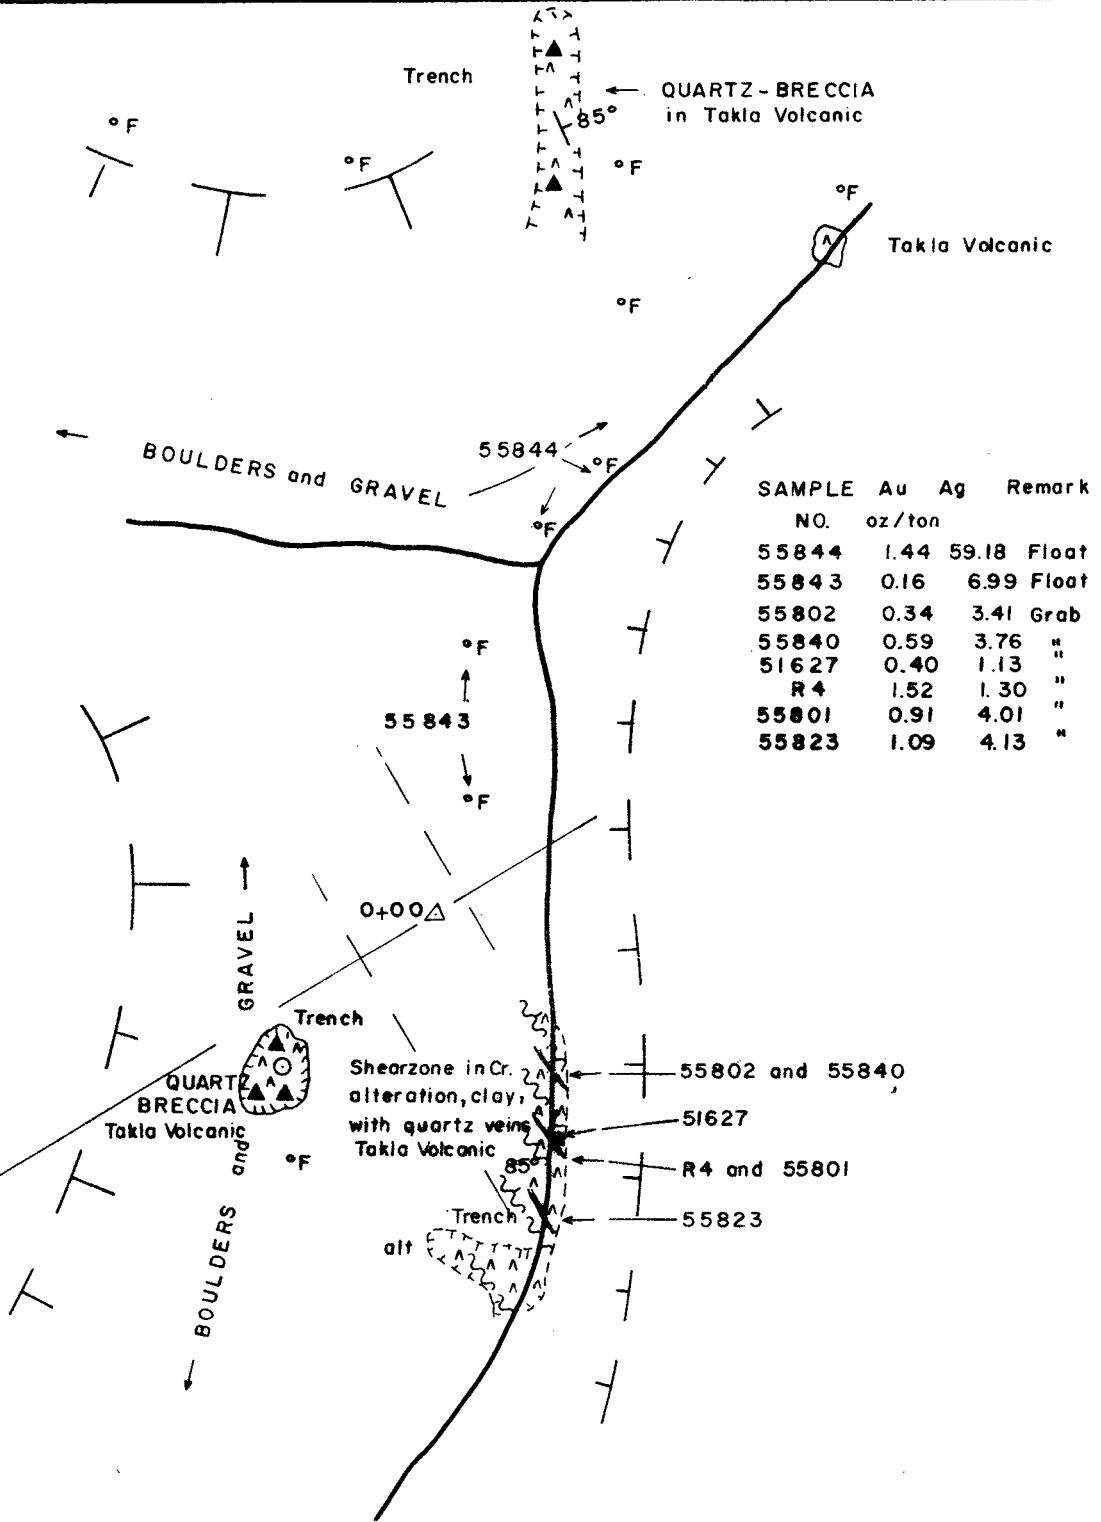 Trench
QUARTZ-BRECCIA
in Takla Volcanic
85°
°F
°F
°F
°F
Takla Volcanic
°F
55844
°F
BOULDERS and GRAVEL
°F
SAMPLE Au Ag Remark
NO. oz/ton
55844 1.44 59.18 Float
55843 0.16 6.99 Float
55802 0.34 3.41 Grab
55840 0.59 3.76 "
51627 0.40 1.13 "
R4 1.52 1.30 "
55801 0.91 4.01 "
55823 1.09 4.13 "
°F
55843
°F
0+00
GRAVEL
Trench
QUARTZ
BRECCIA
Takla Volcanic
°F
BOULDERS and
Shearzone in Cr.
alteration, clay,
with quartz veins
Takla Volcanic
85°
55802 and 55840
51627
R4 and 55801
55823
Trench
alt